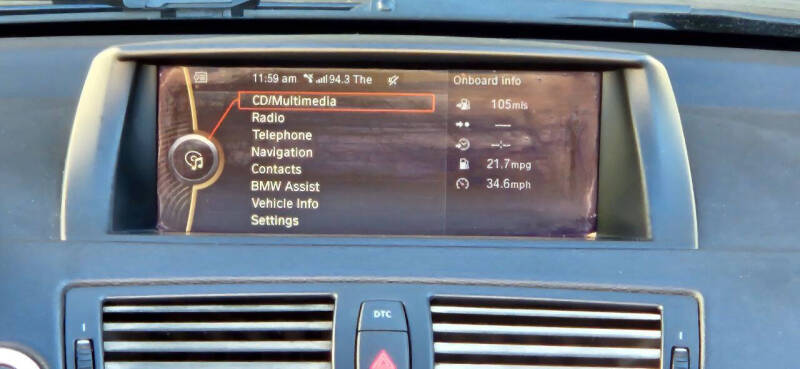 11:59 am 94.3 The
Onboard info
CD/Multimedia
Radio
Telephone
Navigation
Contacts
BMW Assist
Vehicle Info
Settings
105mls
---
--:--
21.7mpg
34.6mph
DTC